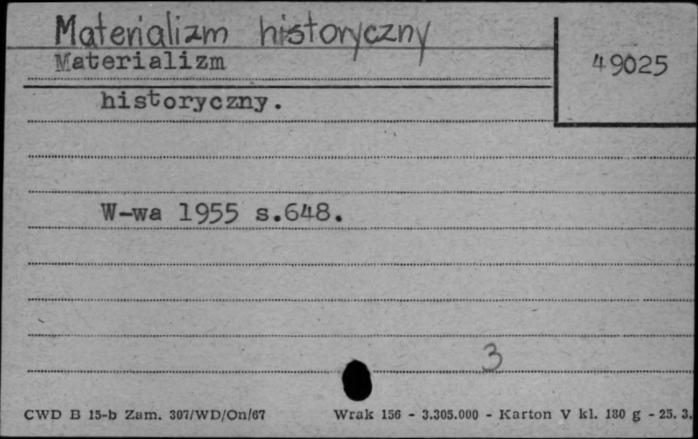 Materializm historyczny
49025
Materializm
historyczny.
W-wa 1955 s.648.
3
CWD B 15-b Zam. 307/WD/On/67 Wrak 156 - 3.305.000 - Karton V kl. 180 g - 25. 3.